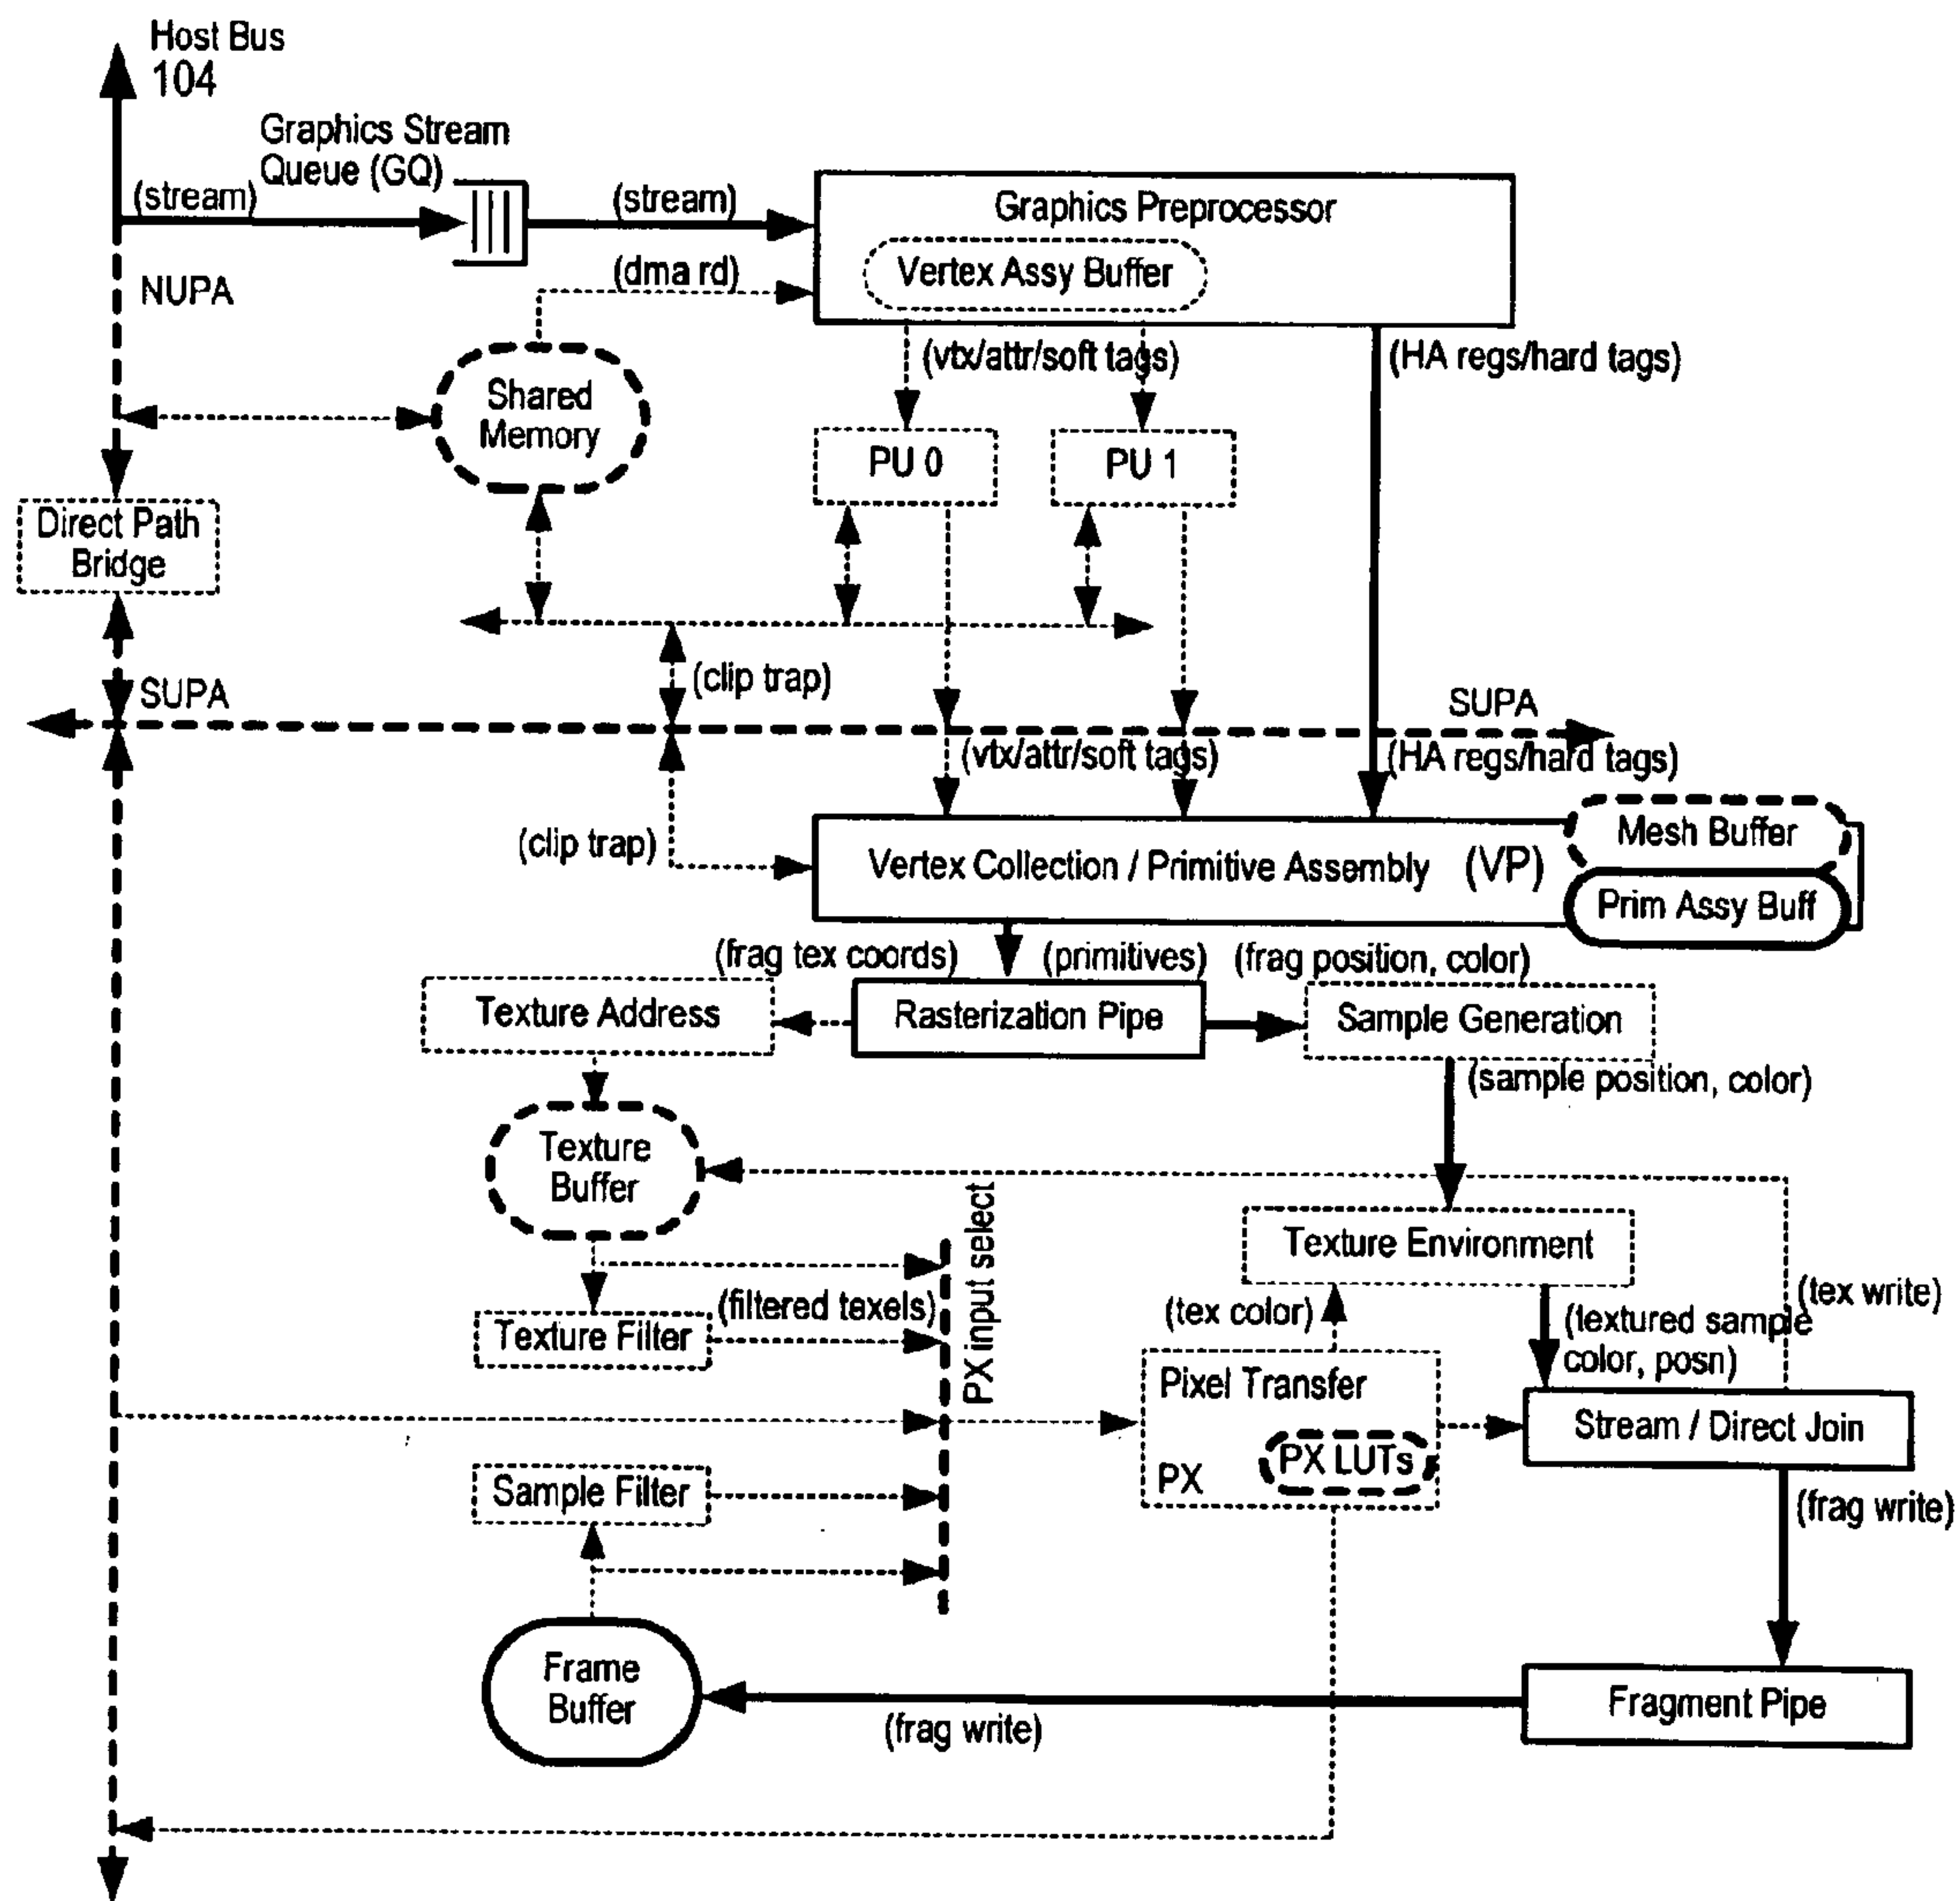 Host Bus
104
Graphics Stream
Queue (GQ)
(stream)
(stream)
Graphics Preprocessor
Vertex Assy Buffer
(dma rd)
NUPA
(vtx/attr/soft tags)
(HA regs/hard tags)
Shared
Memory
PU 0
PU 1
Direct Path
Bridge
(clip trap)
SUPA
SUPA
(vtx/attr/soft tags)
(HA regs/hard tags)
(clip trap)
Vertex Collection / Primitive Assembly (VP)
Mesh Buffer
Prim Assy Buff
(frag tex coords)
(primitives)
(frag position, color)
Texture Address
Rasterization Pipe
Sample Generation
(sample position, color)
Texture
Buffer
PX input select
Texture Environment
(filtered texels)
(tex color)
(tex write)
Texture Filter
(textured sample
color, posn)
Pixel Transfer
Stream / Direct Join
PX LUTs
PX
Sample Filter
(frag write)
Frame
Buffer
Fragment Pipe
(frag write)